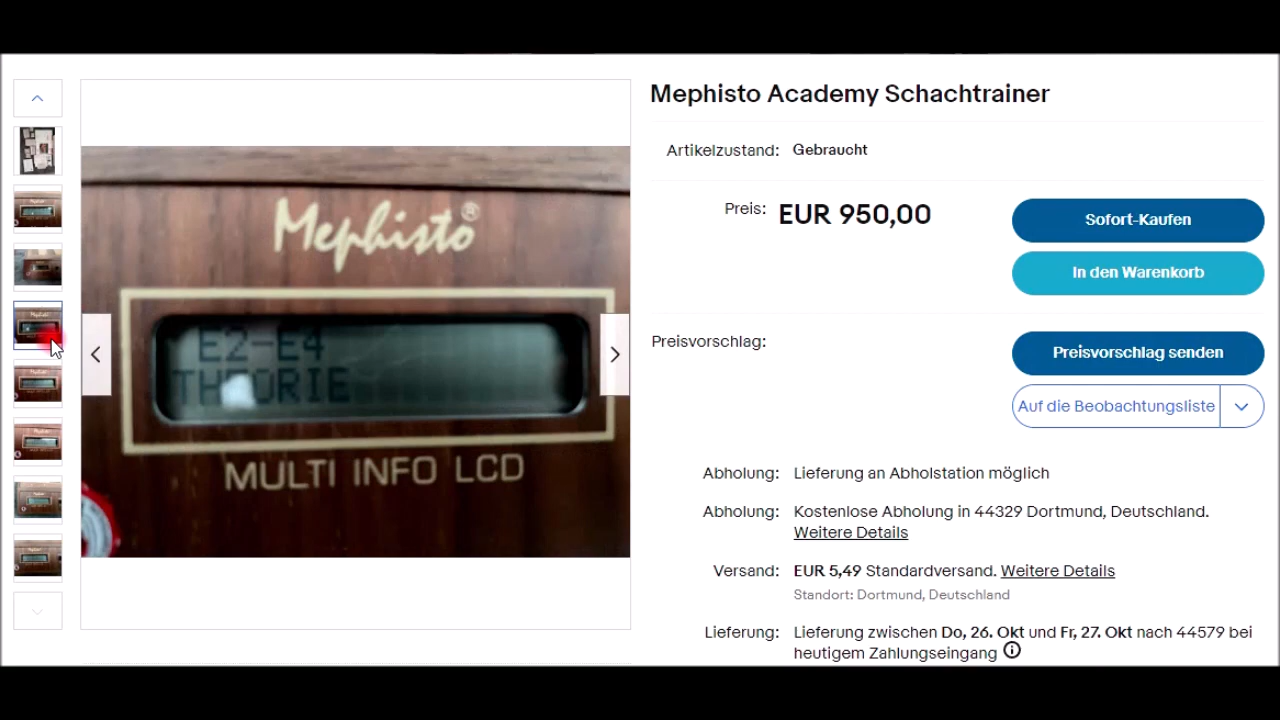 Mephisto Academy Schachtrainer
Artikelzustand: Gebraucht
Preis: EUR 950,00
Sofort-Kaufen
In den Warenkorb
Preisvorschlag:
Preisvorschlag senden
Auf die Beobachtungsliste
Abholung: Lieferung an Abholstation möglich
Abholung: Kostenlose Abholung in 44329 Dortmund, Deutschland.
Weitere Details
Versand: EUR 5,49 Standardversand. Weitere Details
Standort: Dortmund, Deutschland
Lieferung: Lieferung zwischen Do, 26. Okt und Fr, 27. Okt nach 44579 bei
heutigem Zahlungseingang
Mephisto®
E2-E4
THEORIE
MULTI INFO LCD